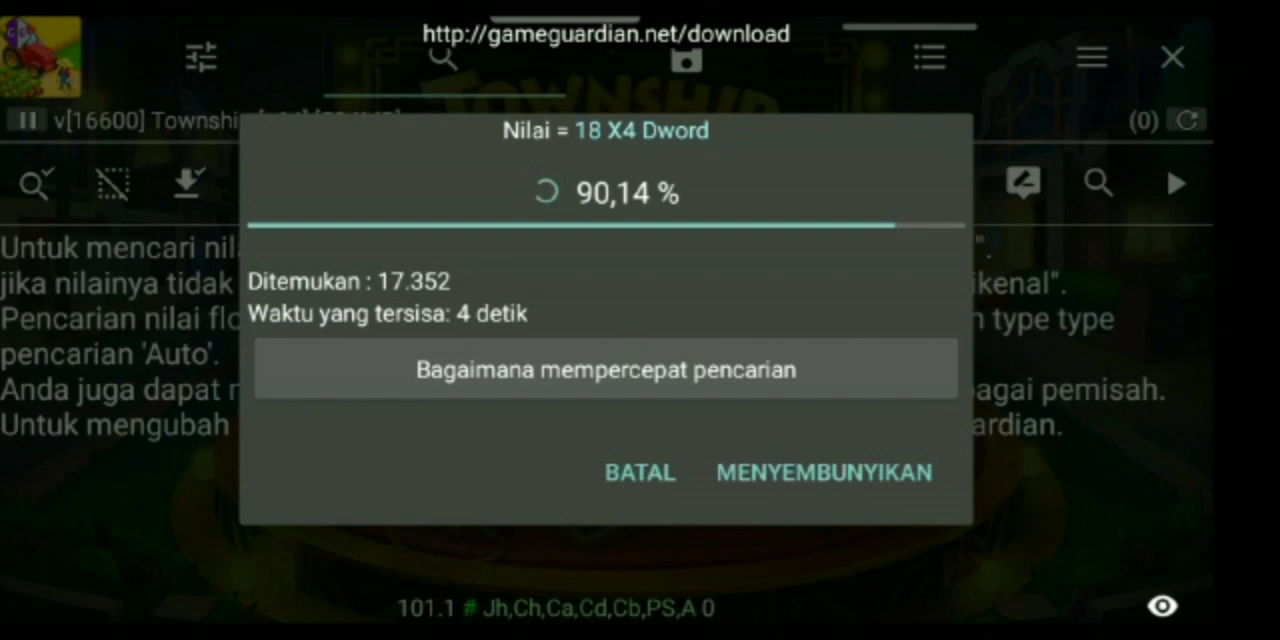 http://gameguardian.net/download
v[16600] Townshi
(0)
Nilai = 18 X4 Dword
90,14 %
Untuk mencari nil
".
Ditemukan : 17.352
jika nilainya tidak
ikenal".
Waktu yang tersisa: 4 detik
Pencarian nilai flo
n type type
pencarian 'Auto'.
Bagaimana mempercepat pencarian
Anda juga dapat
agai pemisah.
Untuk mengubah
ardian.
BATAL MENYEMBUNYIKAN
TOWNSHIP
101.1 # Jh,Ch,Ca,Cd,Cb,PS,A 0